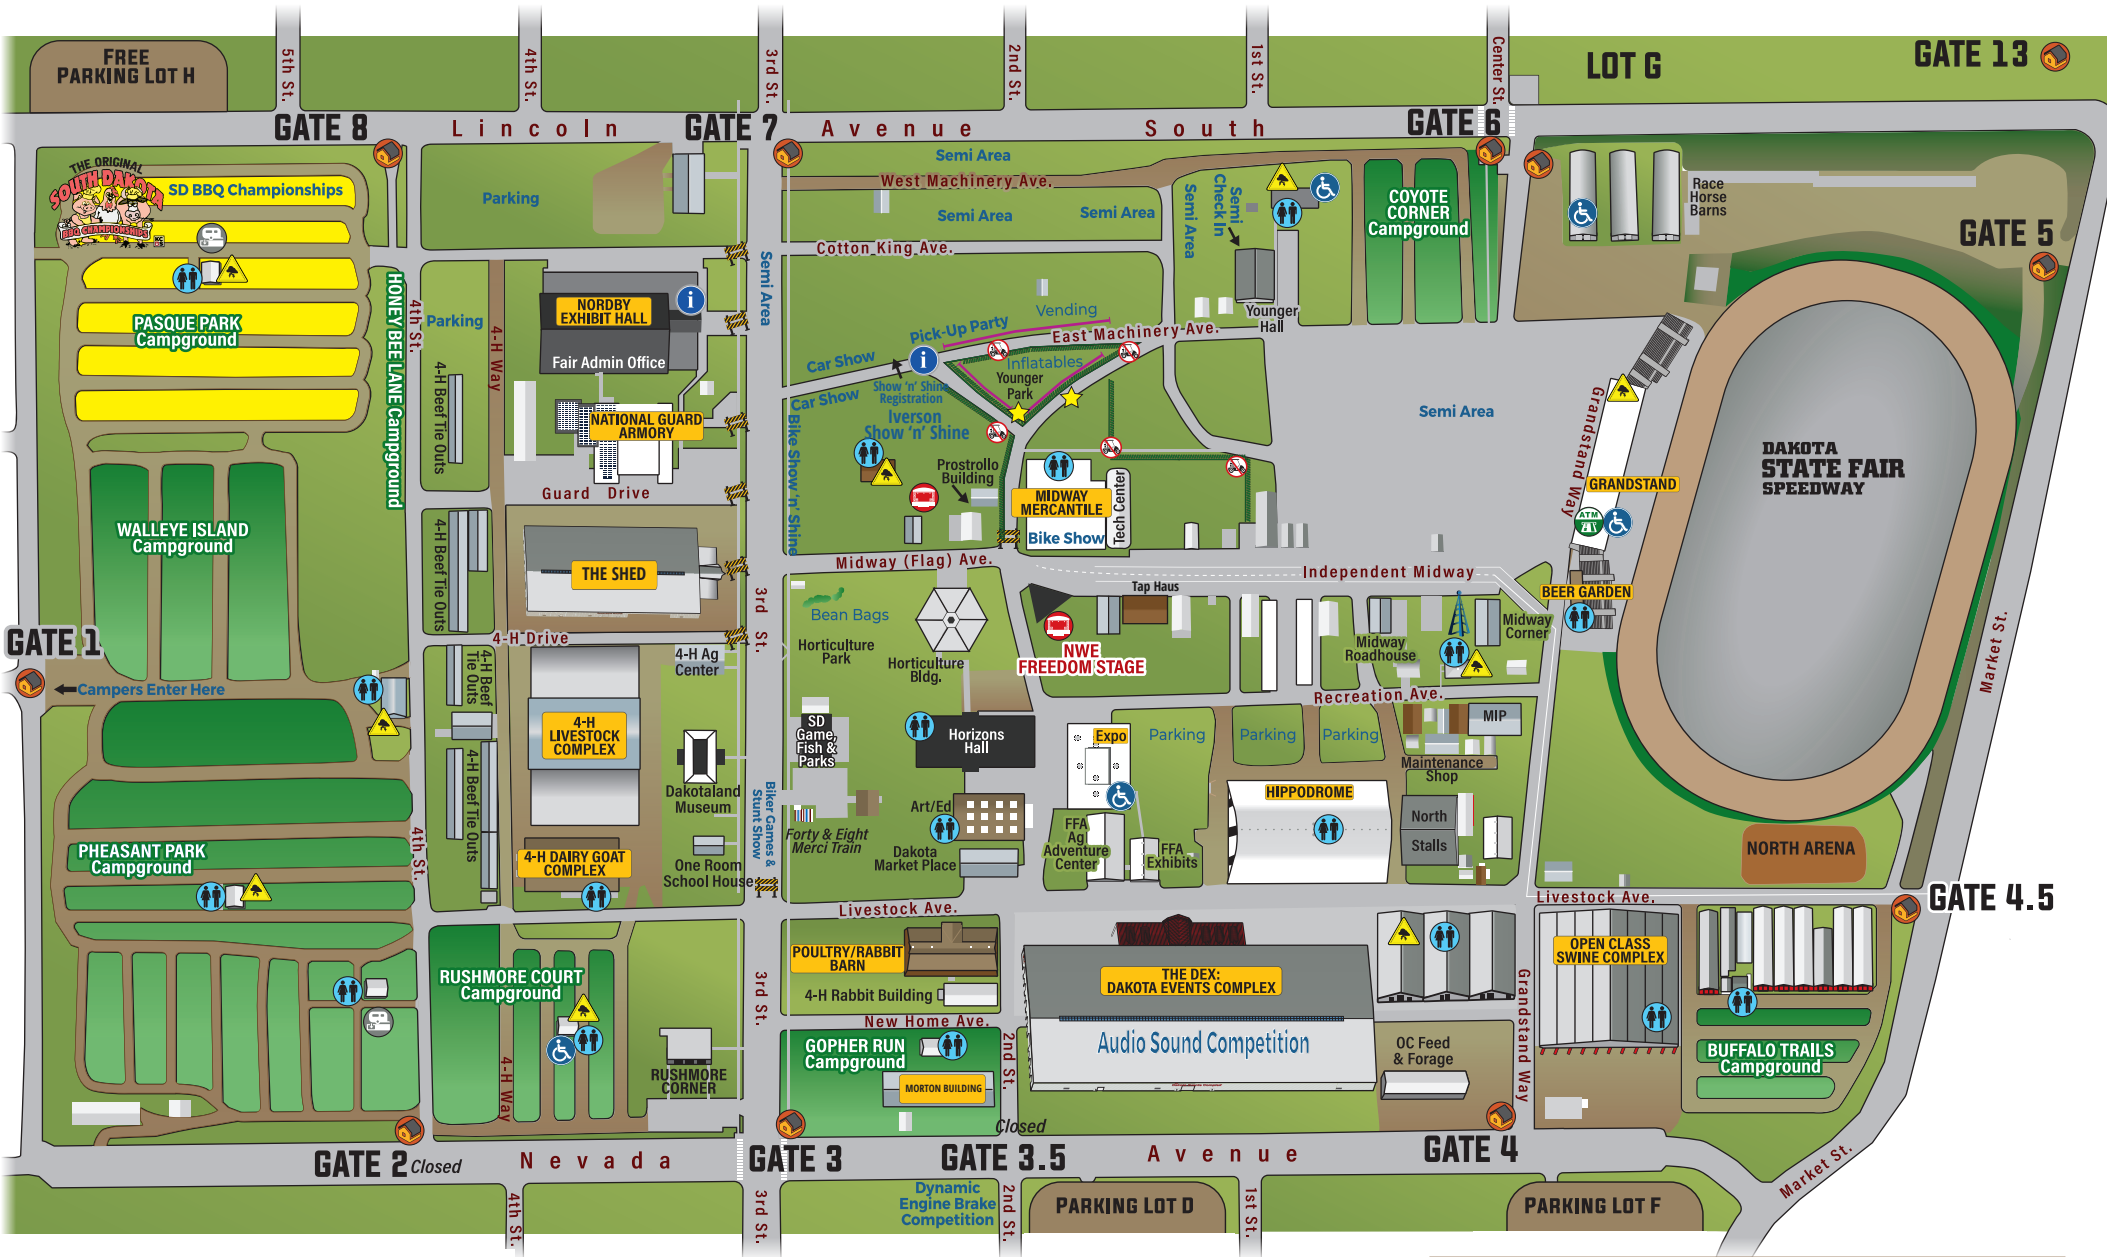 FREE
PARKING LOT H
5th St.
4th St.
3rd St.
2nd St.
1st St.
Center St.
LOT G
GATE 13
GATE 8
Lincoln
GATE 7
Avenue
South
GATE 6
THE ORIGINAL
SOUTH DAKOTA
BBQ CHAMPIONSHIPS
SD BBQ Championships
Parking
Semi Area
West Machinery Ave.
Semi Area
Semi Area
Semi Area
Semi
Check In
COYOTE
CORNER
Campground
Race
Horse
Barns
GATE 5
Cotton King Ave.
HONEY BEE LANE Campground
4th St.
Parking
4-H Way
NORDBY
EXHIBIT HALL
i
Fair Admin Office
Semi Area
Vending
Pick-Up Party
East Machinery Ave.
Younger
Hall
PASQUE PARK
Campground
Car Show
i
Inflatables
Younger
Park
Show 'n' Shine
Registration
Car Show
Iverson
Show 'n' Shine
Bike Show 'n' Shine
4-H Beef Tie Outs
NATIONAL GUARD
ARMORY
Semi Area
Grandstand Way
DAKOTA
STATE FAIR
SPEEDWAY
GRANDSTAND
ATM
Prostrollo
Building
MIDWAY
MERCANTILE
Tech Center
Bike Show
Guard Drive
WALLEYE ISLAND
Campground
4-H Beef Tie Outs
THE SHED
Midway (Flag) Ave.
Independent Midway
Tap Haus
BEER GARDEN
3rd St.
Bean Bags
Horticulture
Park
Horticulture
Bldg.
NWE
FREEDOM STAGE
Midway
Roadhouse
Midway
Corner
Market St.
GATE 1
Campers Enter Here
4-H Drive
4-H Beef
Tie Outs
4-H Ag
Center
4-H
LIVESTOCK
COMPLEX
Recreation Ave.
SD
Game,
Fish &
Parks
Horizons
Hall
Expo
Parking
Parking
Parking
MIP
Maintenance
Shop
4-H Beef Tie Outs
Dakotaland
Museum
Biker Games &
Stunt Show
Art/Ed
HIPPODROME
North
Stalls
Forty & Eight
Merci Train
Dakota
Market Place
FFA
Ag
Adventure
Center
FFA
Exhibits
NORTH ARENA
4th St.
PHEASANT PARK
Campground
4-H DAIRY GOAT
COMPLEX
One Room
School House
Livestock Ave.
Livestock Ave.
GATE 4.5
POULTRY/RABBIT
BARN
THE DEX:
DAKOTA EVENTS COMPLEX
OPEN CLASS
SWINE COMPLEX
RUSHMORE COURT
Campground
3rd St.
4-H Rabbit Building
New Home Ave.
GOPHER RUN
Campground
2nd St.
Audio Sound Competition
OC Feed
& Forage
Grandstand Way
BUFFALO TRAILS
Campground
4-H Way
RUSHMORE
CORNER
MORTON BUILDING
Closed
GATE 2 Closed
Nevada
GATE 3
GATE 3.5
Avenue
GATE 4
Market St.
4th St.
3rd St.
Dynamic
Engine Brake
Competition
2nd St.
PARKING LOT D
1st St.
PARKING LOT F